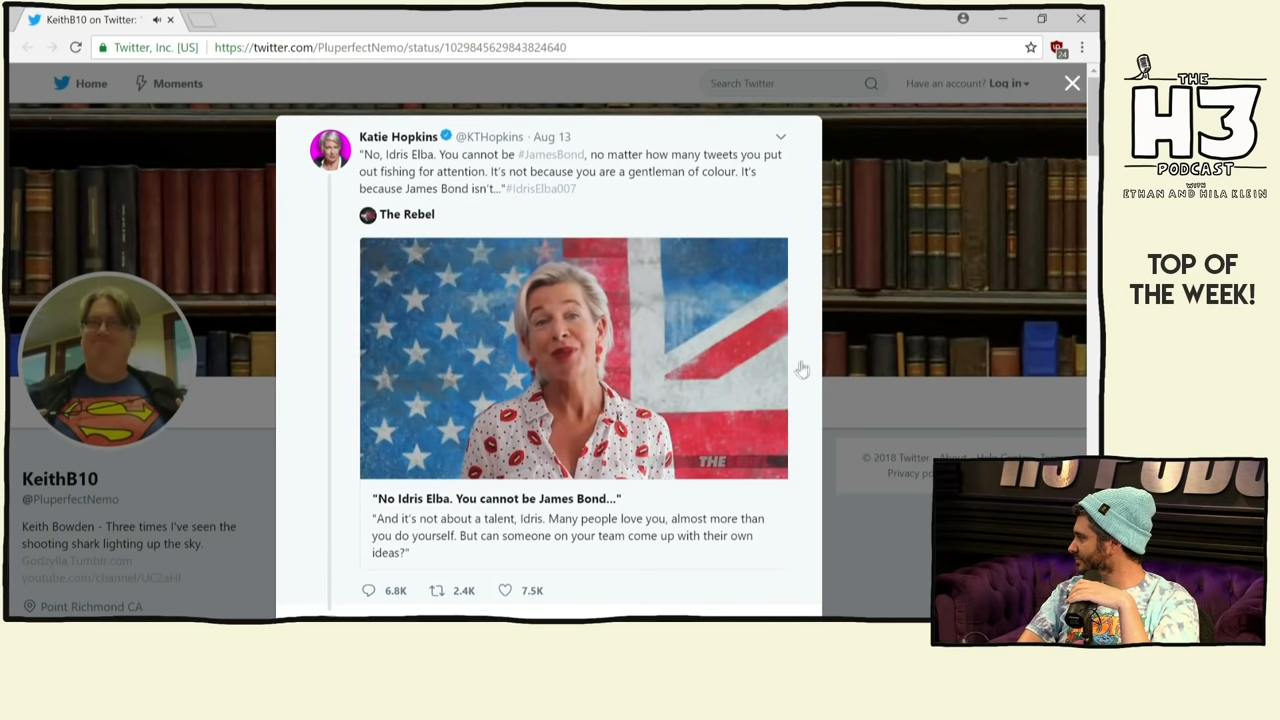 KeithB10 on Twitter: "
Twitter, Inc. [US] https://twitter.com/PluperfectNemo/status/1029845629843824640
24
Home Moments Search Twitter Have an account? Log in
Katie Hopkins @KTHopkins · Aug 13
"No, Idris Elba. You cannot be #JamesBond, no matter how many tweets you put
out fishing for attention. It's not because you are a gentleman of colour. It's
because James Bond isn't..."#IdrisElba007
The Rebel
THE
"No Idris Elba. You cannot be James Bond..."
"And it's not about a talent, Idris. Many people love you, almost more than
you do yourself. But can someone on your team come up with their own
ideas?"
6.8K 2.4K 7.5K
KeithB10
@PluperfectNemo
Keith Bowden - Three times I've seen the
shooting shark lighting up the sky.
Godzylla Tumblr.com
Point Richmond CA
© 2018 Twitter About
Privacy
THE
H3
PODCAST
WITH
ETHAN AND HILA KLEIN
TOP OF
THE WEEK!